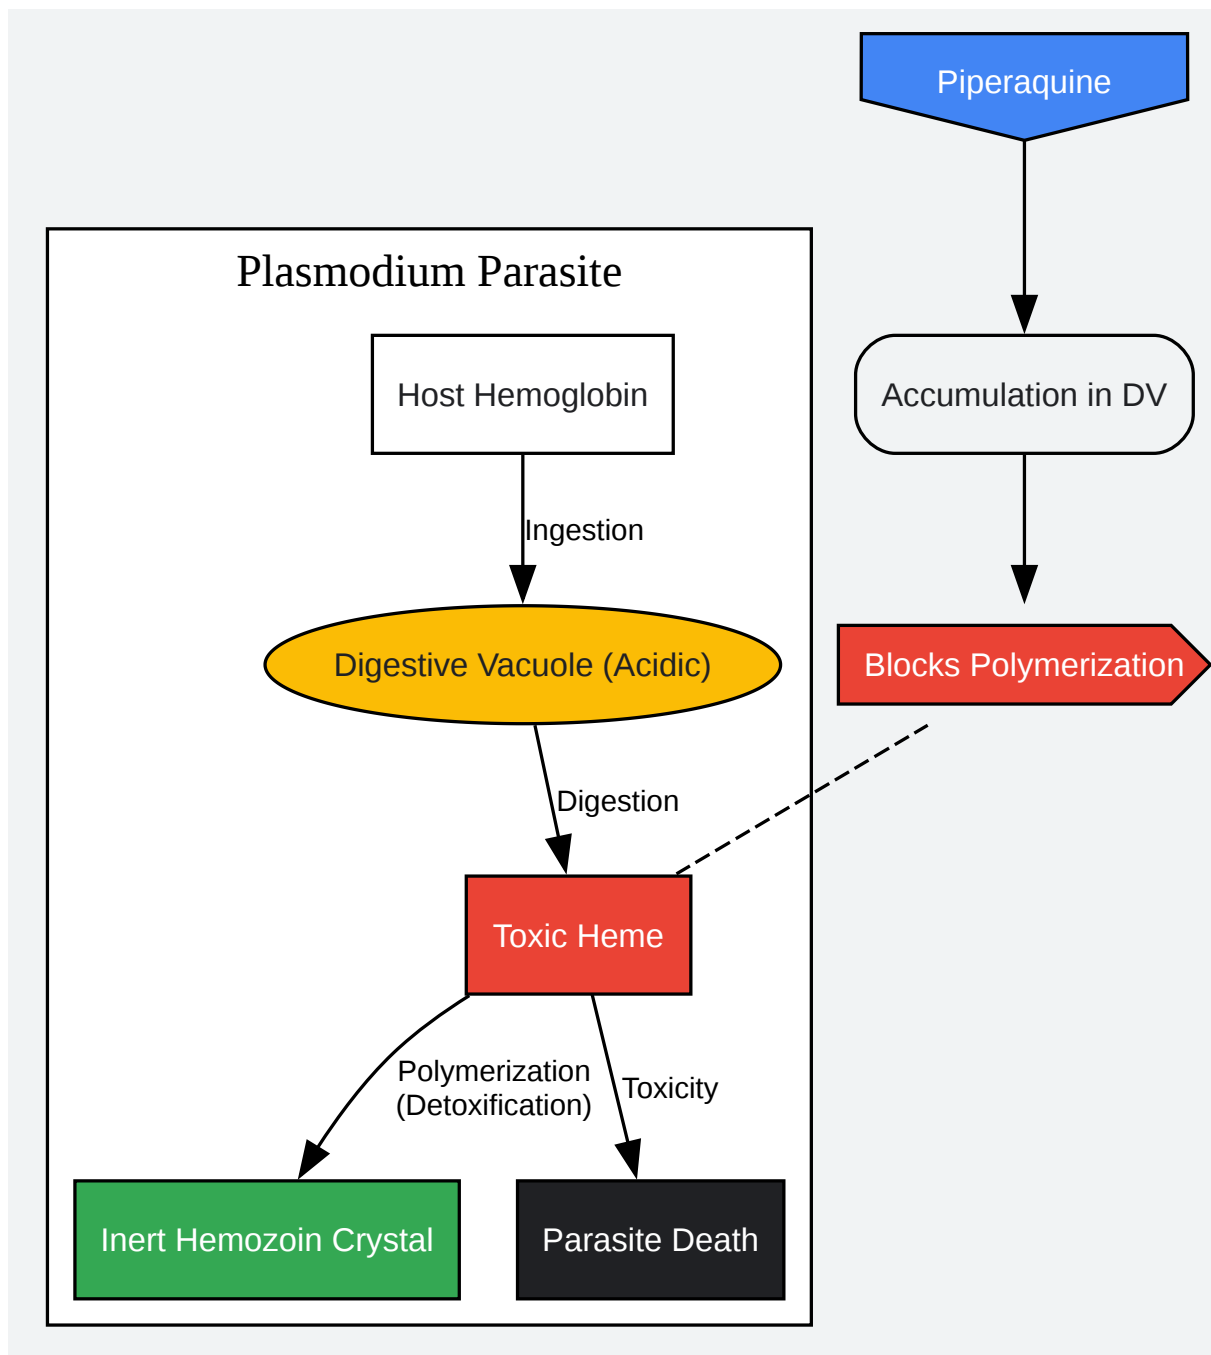 Piperaquine
Plasmodium Parasite
Host Hemoglobin
Accumulation in DV
Ingestion
Digestive Vacuole (Acidic)
Blocks Polymerization
Digestion
Toxic Heme
Polymerization
(Detoxification)
Toxicity
Inert Hemozoin Crystal
Parasite Death